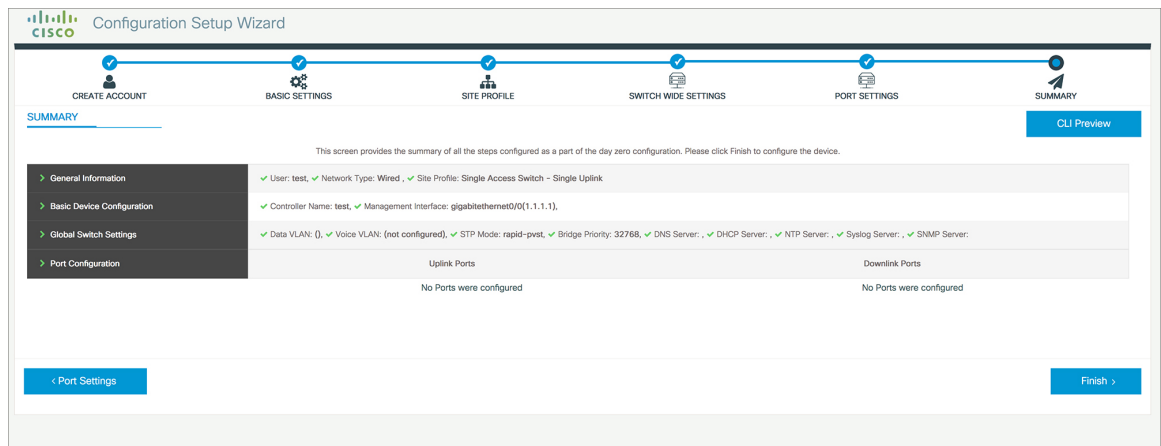 CISCO
Configuration Setup Wizard
CREATE ACCOUNT
BASIC SETTINGS
SITE PROFILE
SWITCH WIDE SETTINGS
PORT SETTINGS
SUMMARY
SUMMARY
CLI Preview
This screen provides the summary of all the steps configured as a part of the day zero configuration. Please click Finish to configure the device.
> General Information
✔ User: test, ✔ Network Type: Wired , ✔ Site Profile: Single Access Switch - Single Uplink
> Basic Device Configuration
✔ Controller Name: test, ✔ Management Interface: gigabitethernet0/0(1.1.1.1),
> Global Switch Settings
✔ Data VLAN: (), ✔ Voice VLAN: (not configured), ✔ STP Mode: rapid-pvst, ✔ Bridge Priority: 32768, ✔ DNS Server: , ✔ DHCP Server: , ✔ NTP Server: , ✔ Syslog Server: , ✔ SNMP Server:
> Port Configuration
Uplink Ports
Downlink Ports
No Ports were configured
No Ports were configured
< Port Settings
Finish >